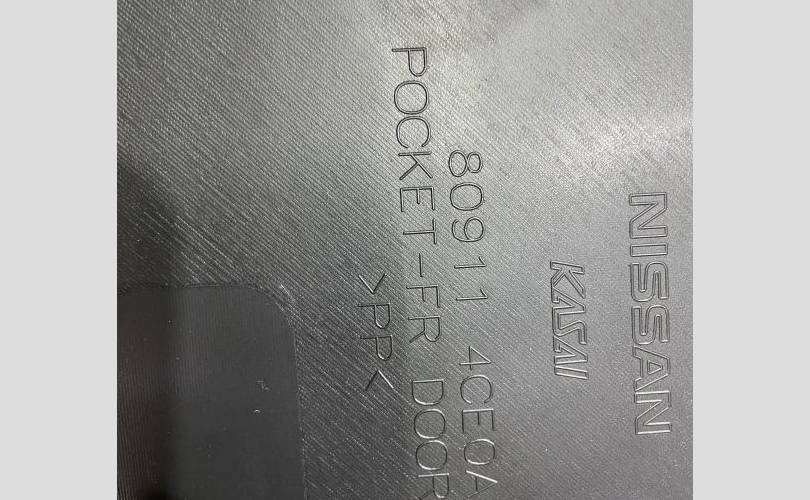 NISSAN
KASAI
80911 4CE0A
POCKET-FR DOOR
>PP<